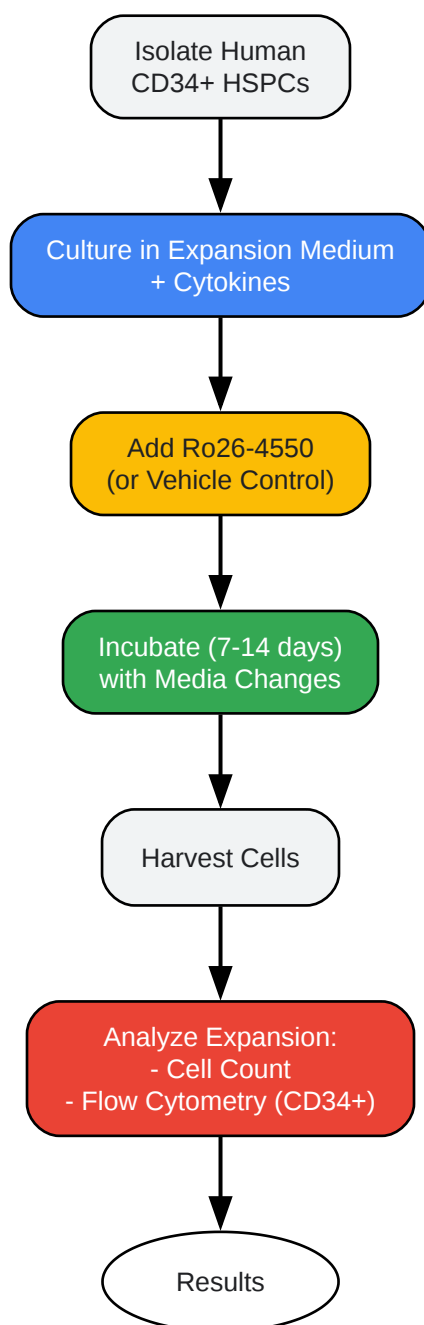 Isolate Human
CD34+ HSPCs
Culture in Expansion Medium
+ Cytokines
Add Ro26-4550
(or Vehicle Control)
Incubate (7-14 days)
with Media Changes
Harvest Cells
Analyze Expansion:
- Cell Count
- Flow Cytometry (CD34+)
Results